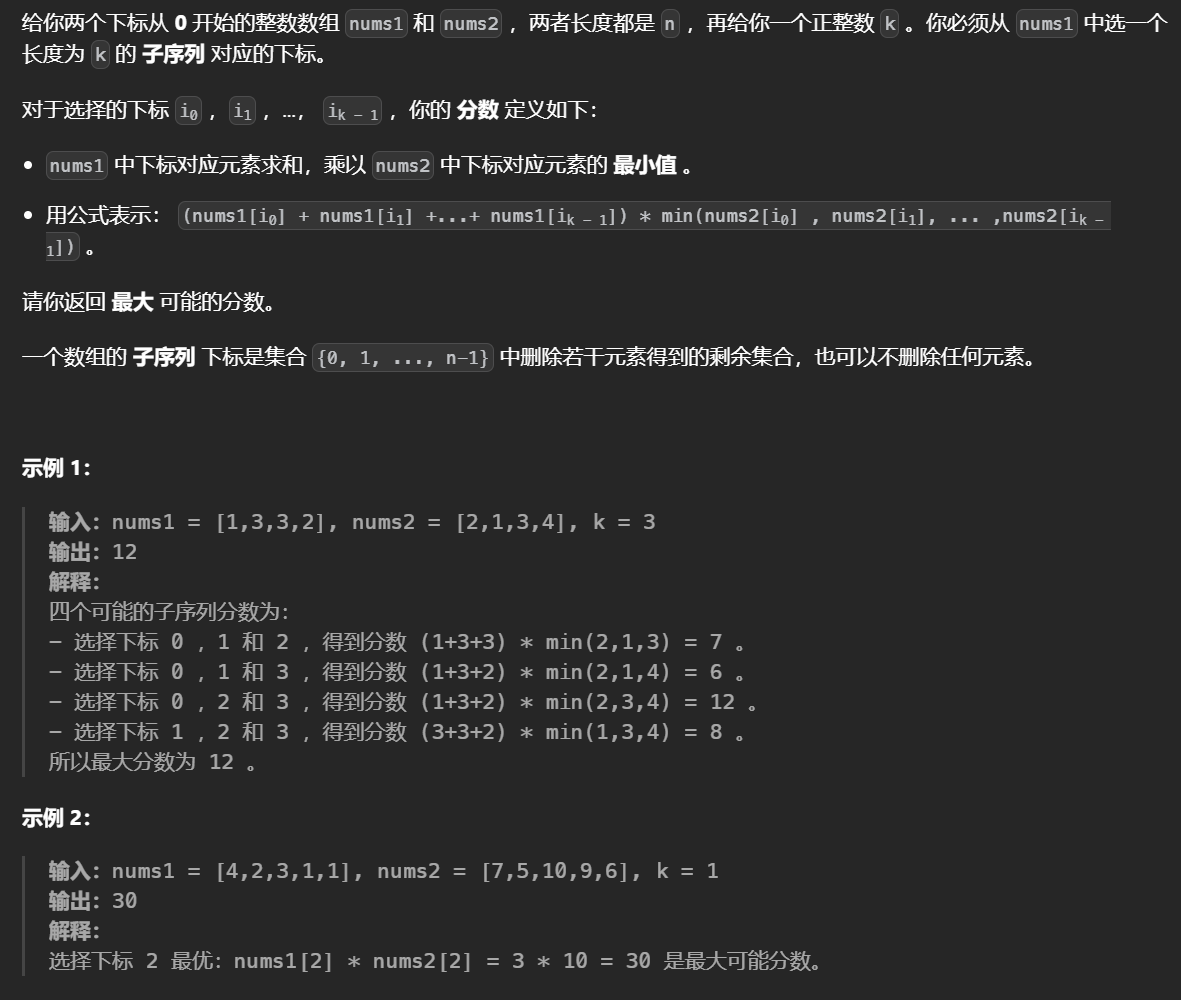 给你两个下标从 0 开始的整数数组 nums1 和 nums2 ，两者长度都是 n ，再给你一个正整数 k 。你必须从 nums1 中选一个
长度为 k 的 子序列 对应的下标。
对于选择的下标 i0 ，i1 ，...， ik - 1 ，你的 分数 定义如下：
• nums1 中下标对应元素求和，乘以 nums2 中下标对应元素的 最小值 。
• 用公式表示： (nums1[i0] + nums1[i1] +...+ nums1[ik - 1]) * min(nums2[i0] , nums2[i1], ... ,nums2[ik -
1]) 。
请你返回 最大 可能的分数。
一个数组的 子序列 下标是集合 {0, 1, ..., n-1} 中删除若干元素得到的剩余集合，也可以不删除任何元素。
示例 1：
输入：nums1 = [1,3,3,2], nums2 = [2,1,3,4], k = 3
输出：12
解释：
四个可能的子序列分数为：
- 选择下标 0 ，1 和 2 ，得到分数 (1+3+3) * min(2,1,3) = 7 。
- 选择下标 0 ，1 和 3 ，得到分数 (1+3+2) * min(2,1,4) = 6 。
- 选择下标 0 ，2 和 3 ，得到分数 (1+3+2) * min(2,3,4) = 12 。
- 选择下标 1 ，2 和 3 ，得到分数 (3+3+2) * min(1,3,4) = 8 。
所以最大分数为 12 。
示例 2：
输入：nums1 = [4,2,3,1,1], nums2 = [7,5,10,9,6], k = 1
输出：30
解释：
选择下标 2 最优：nums1[2] * nums2[2] = 3 * 10 = 30 是最大可能分数。